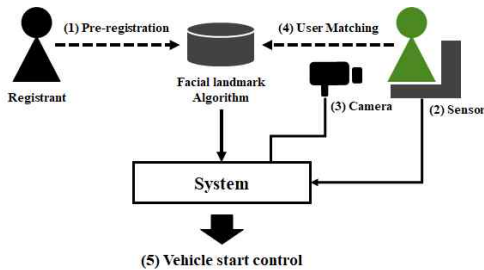 (1) Pre-registration
(4) User Matching
Registrant
Facial landmark
Algorithm
(3) Camera
(2) Sensor
System
(5) Vehicle start control